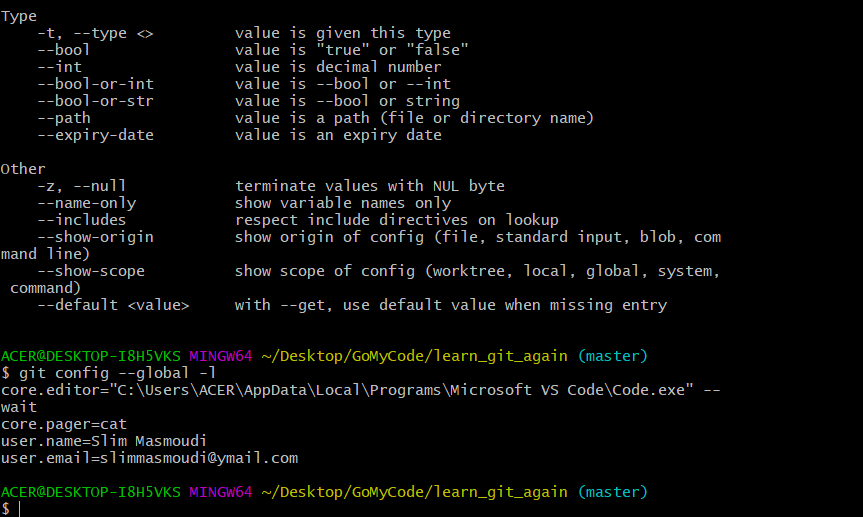 Type
    -t, --type <>         value is given this type
    --bool                value is "true" or "false"
    --int                 value is decimal number
    --bool-or-int         value is --bool or --int
    --bool-or-str         value is --bool or string
    --path                value is a path (file or directory name)
    --expiry-date         value is an expiry date

Other
    -z, --null            terminate values with NUL byte
    --name-only           show variable names only
    --includes            respect include directives on lookup
    --show-origin         show origin of config (file, standard input, blob, com
mand line)
    --show-scope          show scope of config (worktree, local, global, system,
 command)
    --default <value>     with --get, use default value when missing entry

ACER@DESKTOP-I8H5VKS MINGW64 ~/Desktop/GoMyCode/learn_git_again (master)
$ git config --global -l
core.editor="C:\Users\ACER\AppData\Local\Programs\Microsoft VS Code\Code.exe" --
wait
core.pager=cat
user.name=Slim Masmoudi
user.email=slimmasmoudi@ymail.com

ACER@DESKTOP-I8H5VKS MINGW64 ~/Desktop/GoMyCode/learn_git_again (master)
$